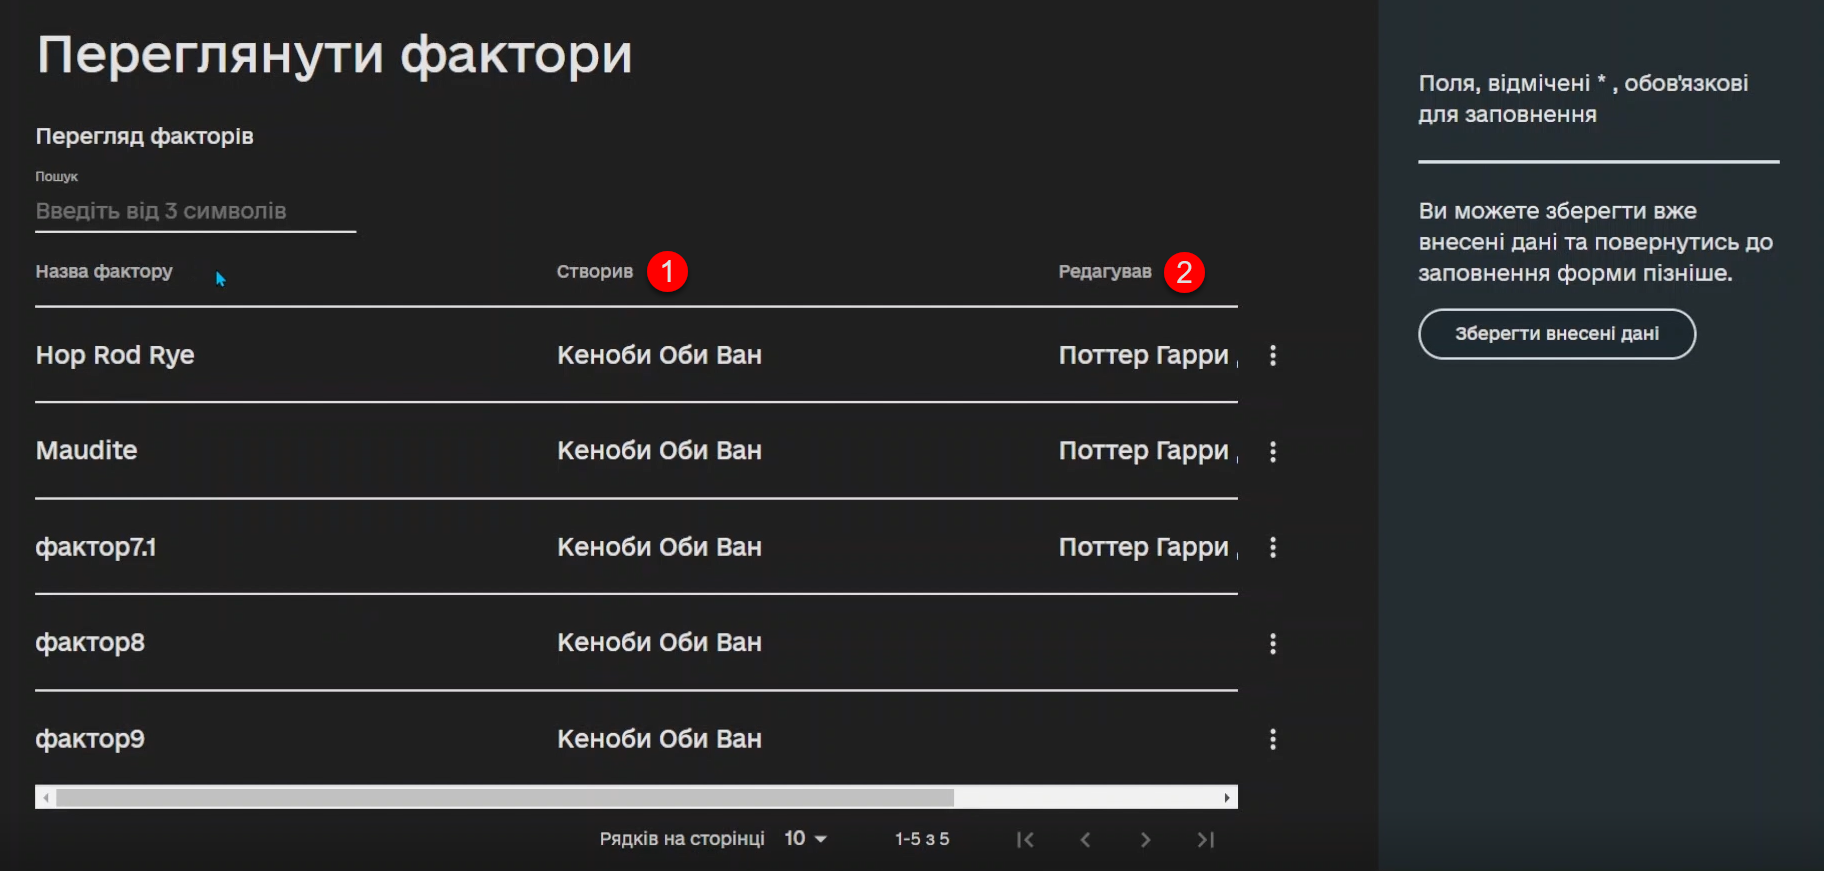 Переглянути фактори
Перегляд факторів
Пошук
Введіть від 3 символів
Назва фактору Створив 1 Редагував 2
Hop Rod Rye Кеноби Оби Ван Поттер Гарри
Maudite Кеноби Оби Ван Поттер Гарри
фактор7.1 Кеноби Оби Ван Поттер Гарри
фактор8 Кеноби Оби Ван
фактор9 Кеноби Оби Ван
Рядків на сторінці 10 1-5 з 5
Поля, відмічені * , обов'язкові
для заповнення
Ви можете зберегти вже
внесені дані та повернутись до
заповнення форми пізніше.
Зберегти внесені дані